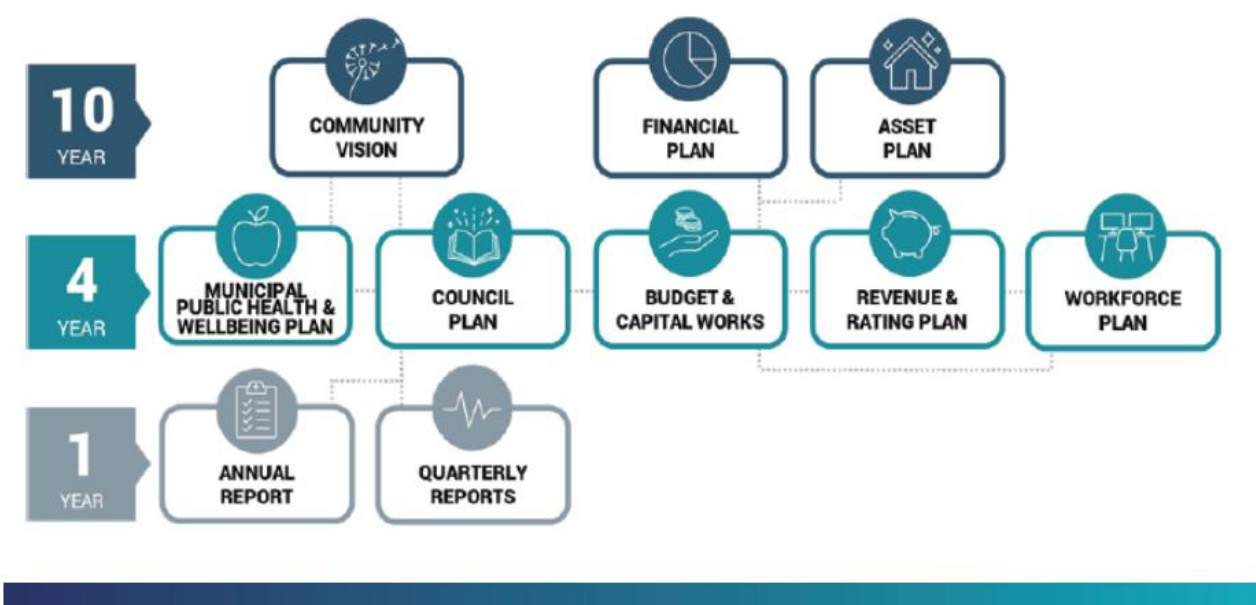 10
YEAR
COMMUNITY
VISION
FINANCIAL
PLAN
ASSET
PLAN
4
YEAR
MUNICIPAL
PUBLIC HEALTH &
WELLBEING PLAN
COUNCIL
PLAN
BUDGET &
CAPITAL WORKS
REVENUE &
RATING PLAN
WORKFORCE
PLAN
1
YEAR
ANNUAL
REPORT
QUARTERLY
REPORTS